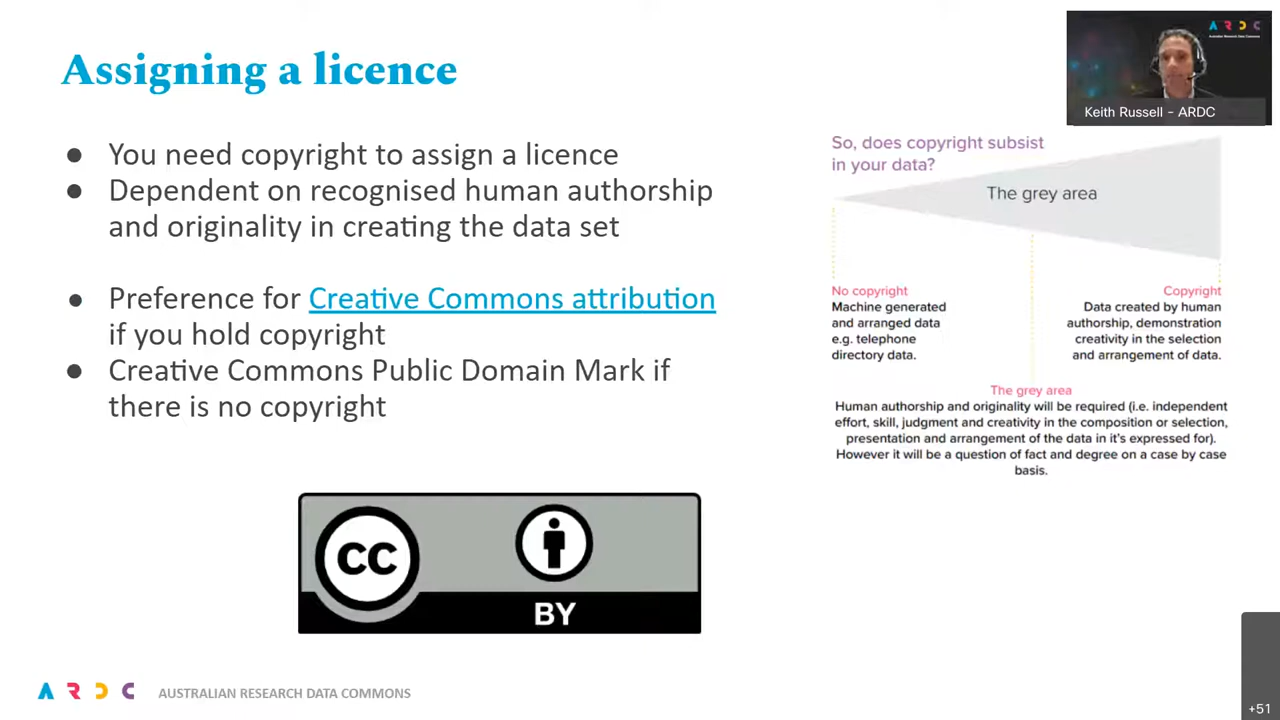 Assigning a licence
● You need copyright to assign a licence
● Dependent on recognised human authorship
and originality in creating the data set
● Preference for Creative Commons attribution
if you hold copyright
● Creative Commons Public Domain Mark if
there is no copyright
CC
BY
A R D C
Australian Research Data Commons
Keith Russell - ARDC
So, does copyright subsist
in your data?
The grey area
No copyright
Machine generated
and arranged data
e.g. telephone
directory data.
Copyright
Data created by human
authorship, demonstration
creativity in the selection
and arrangement of data.
The grey area
Human authorship and originality will be required (i.e. independent
effort, skill, judgment and creativity in the composition or selection,
presentation and arrangement of the data in it's expressed for).
However it will be a question of fact and degree on a case by case
basis.
A R D C AUSTRALIAN RESEARCH DATA COMMONS
+51